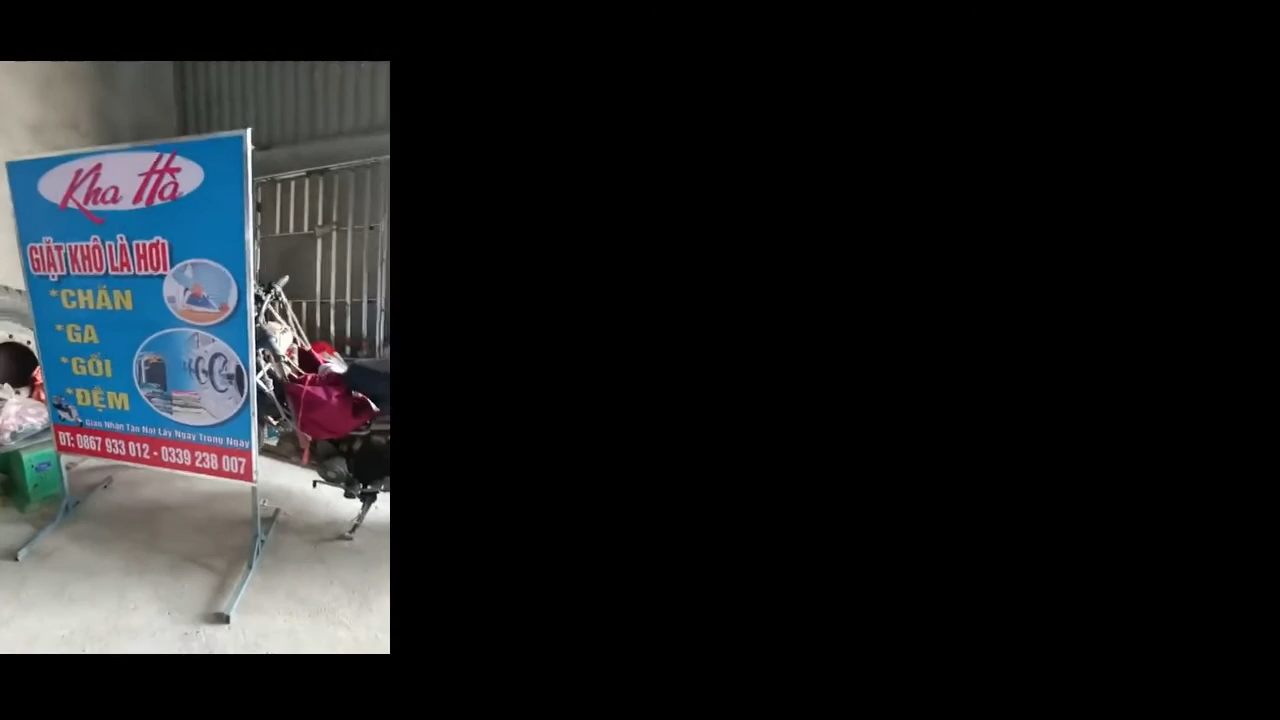 Kha Hà
GIẶT KHÔ LÀ HƠI
*CHĂN
*GA
*GỐI
*ĐỆM
Giao Nhận Tận Nơi Lấy Ngay Trong Ngày
ĐT: 0867 933 012 - 0339 238 007